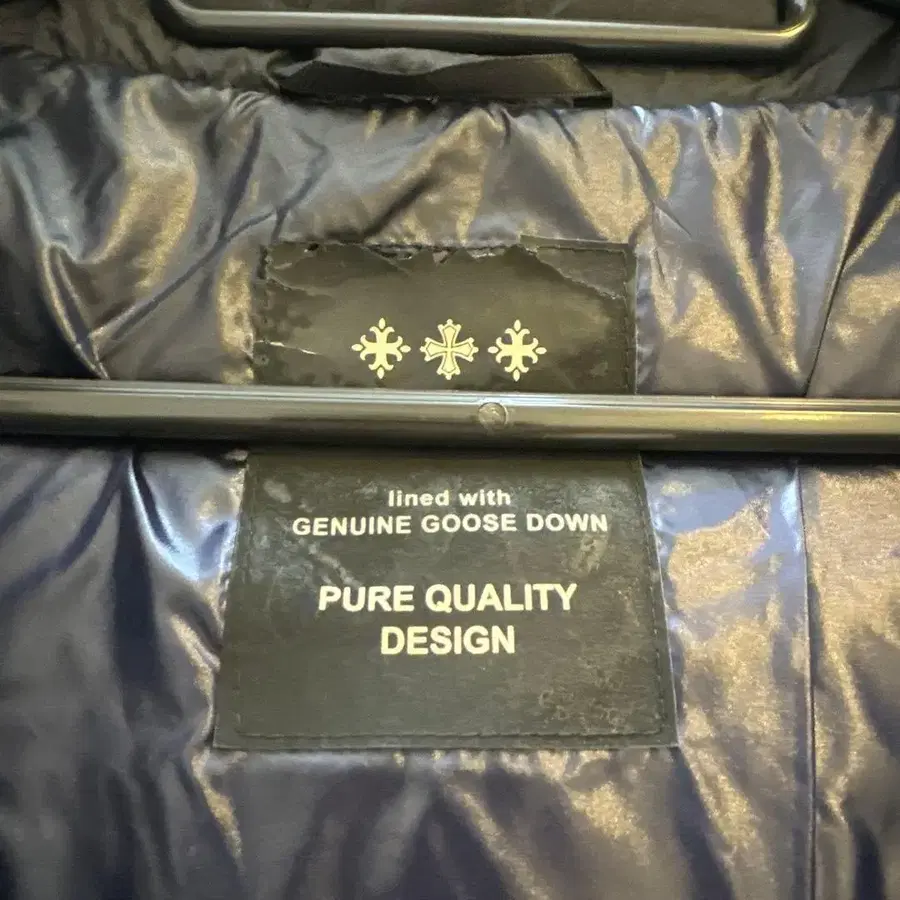 lined with
GENUINE GOOSE DOWN
PURE QUALITY
DESIGN